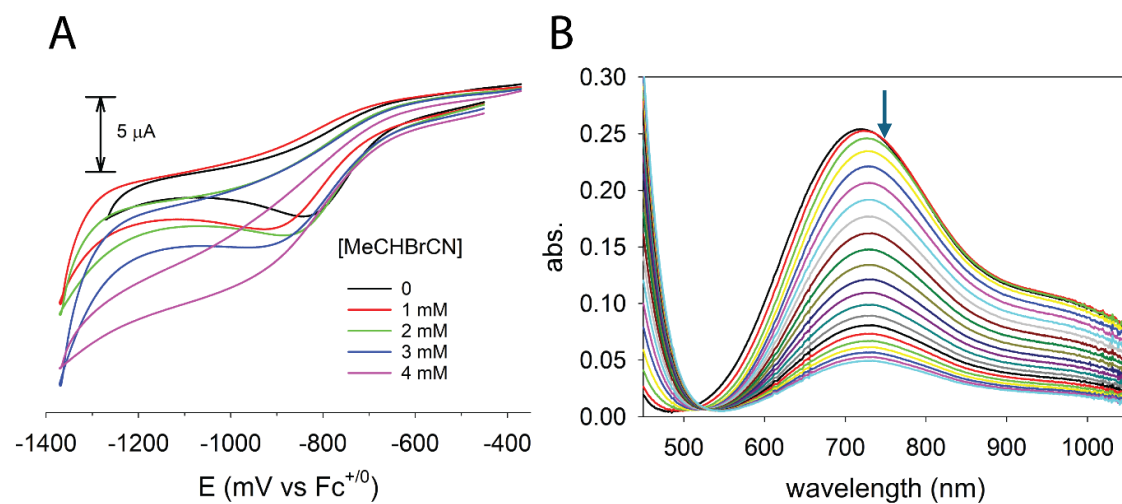 A
5 µA
[MeCHBrCN]
0
1 mM
2 mM
3 mM
4 mM
-1400 -1200 -1000 -800 -600 -400
E (mV vs Fc+/0)
B
0.30
0.25
0.20
0.15
0.10
0.05
0.00
abs.
500 600 700 800 900 1000
wavelength (nm)